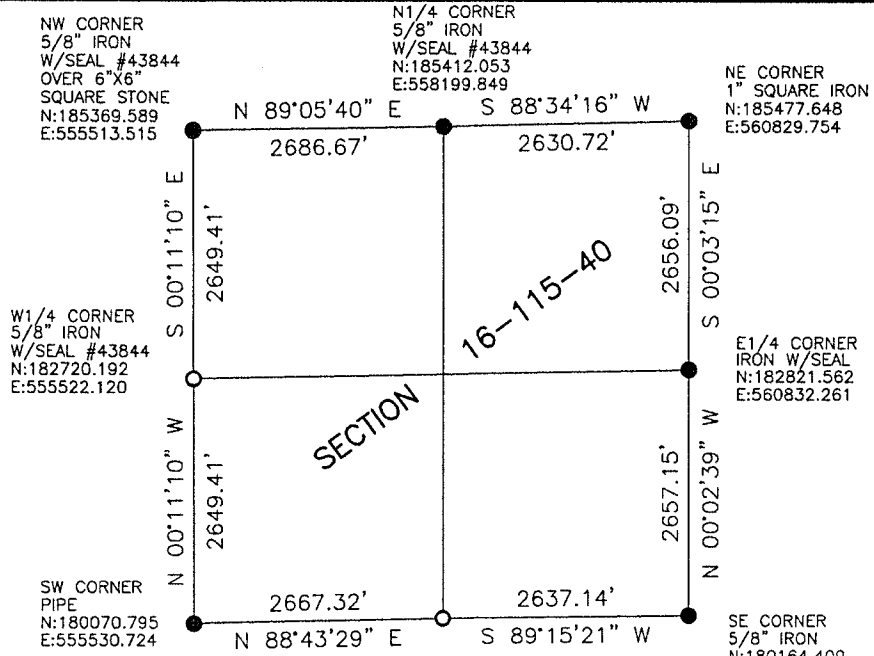 NW CORNER
5/8" IRON
W/SEAL #43844
OVER 6"X6"
SQUARE STONE
N:185369.589
E:555513.515
N1/4 CORNER
5/8" IRON
W/SEAL #43844
N:185412.053
E:558199.849
NE CORNER
1" SQUARE IRON
N:185477.648
E:560829.754
N 89°05'40" E
2686.67'
S 88°34'16" W
2630.72'
S 00°11'10" E
2649.41'
2656.09'
S 00°03'15" E
16-115-40
SECTION
W1/4 CORNER
5/8" IRON
W/SEAL #43844
N:182720.192
E:555522.120
E1/4 CORNER
IRON W/SEAL
N:182821.562
E:560832.261
N 00°11'10" W
2649.41'
2657.15'
N 00°02'39" W
SW CORNER
PIPE
N:180070.795
E:555530.724
2667.32'
N 88°43'29" E
2637.14'
S 89°15'21" W
SE CORNER
5/8" IRON
N:180164.409